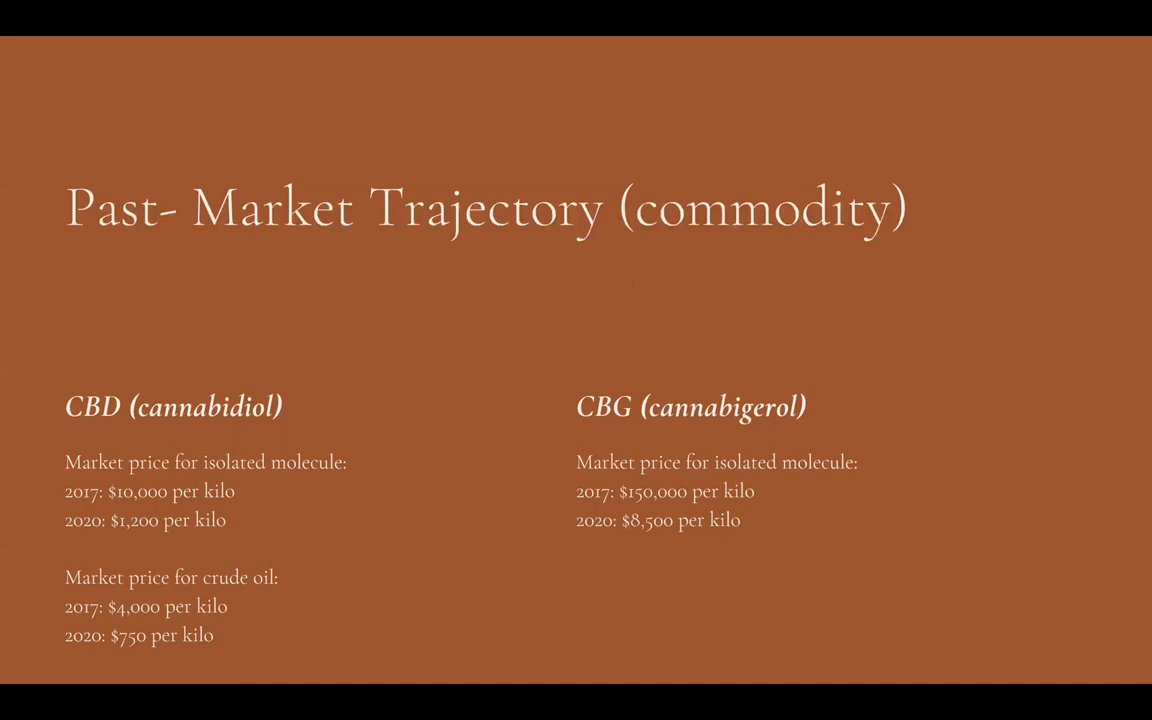 Past- Market Trajectory (commodity)
CBD (cannabidiol)
Market price for isolated molecule:
2017: $10,000 per kilo
2020: $1,200 per kilo
Market price for crude oil:
2017: $4,000 per kilo
2020: $750 per kilo
CBG (cannabigerol)
Market price for isolated molecule:
2017: $150,000 per kilo
2020: $8,500 per kilo